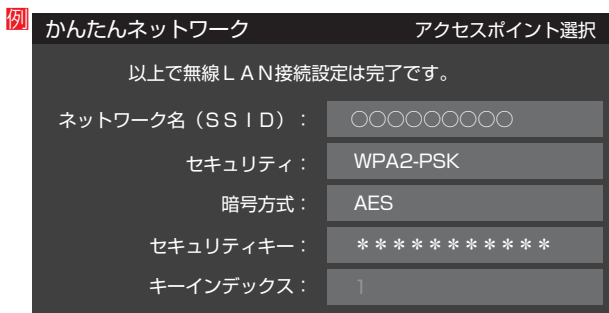 例
かんたんネットワーク アクセスポイント選択
以上で無線LAN接続設定は完了です。
ネットワーク名(SSID): ○○○○○○○○○
セキュリティ: WPA2-PSK
暗号方式: AES
セキュリティキー: ***********
キーインデックス: 1